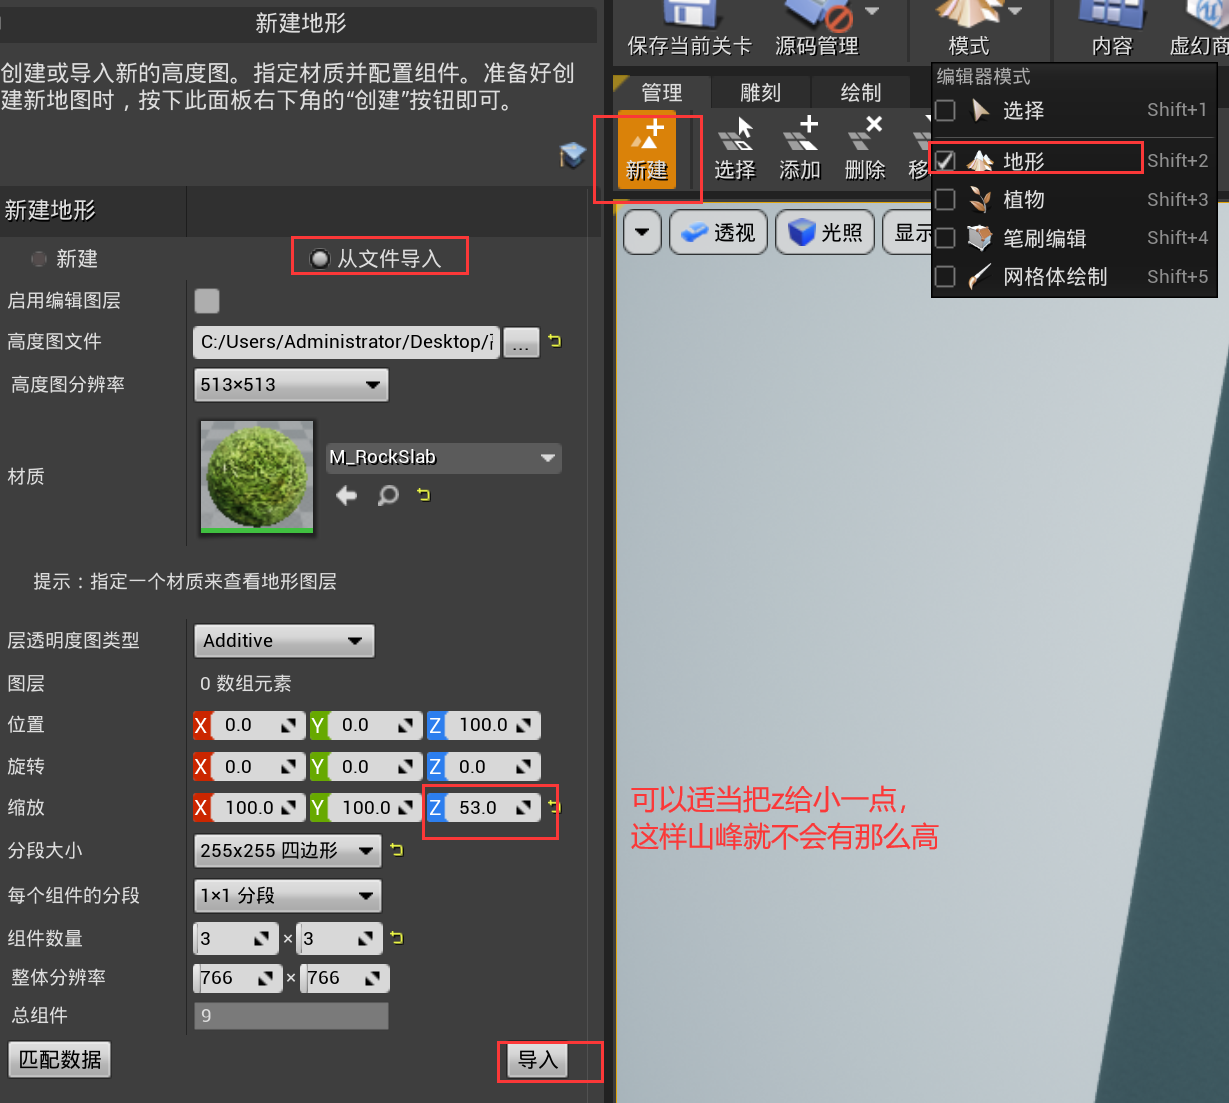 新建地形
创建或导入新的高度图。指定材质并配置组件。准备好创
建新地图时，按下此面板右下角的“创建”按钮即可。
新建地形
新建
从文件导入
启用编辑图层
高度图文件
C:/Users/Administrator/Desktop/
...
高度图分辨率
513×513
材质
M_RockSlab
提示：指定一个材质来查看地形图层
层透明度图类型
Additive
图层
0 数组元素
位置
X 0.0 Y 0.0 Z 100.0
旋转
X 0.0 Y 0.0 Z 0.0
缩放
X 100.0 Y 100.0 Z 53.0
分段大小
255x255 四边形
每个组件的分段
1×1 分段
组件数量
3 × 3
整体分辨率
766 × 766
总组件
9
匹配数据
导入
保存当前关卡
源码管理
模式
内容
虚幻商
管理
雕刻
绘制
新建
选择
添加
删除
移
透视
光照
显示
编辑器模式
选择 Shift+1
地形 Shift+2
植物 Shift+3
笔刷编辑 Shift+4
网格体绘制 Shift+5
可以适当把z给小一点，
这样山峰就不会有那么高